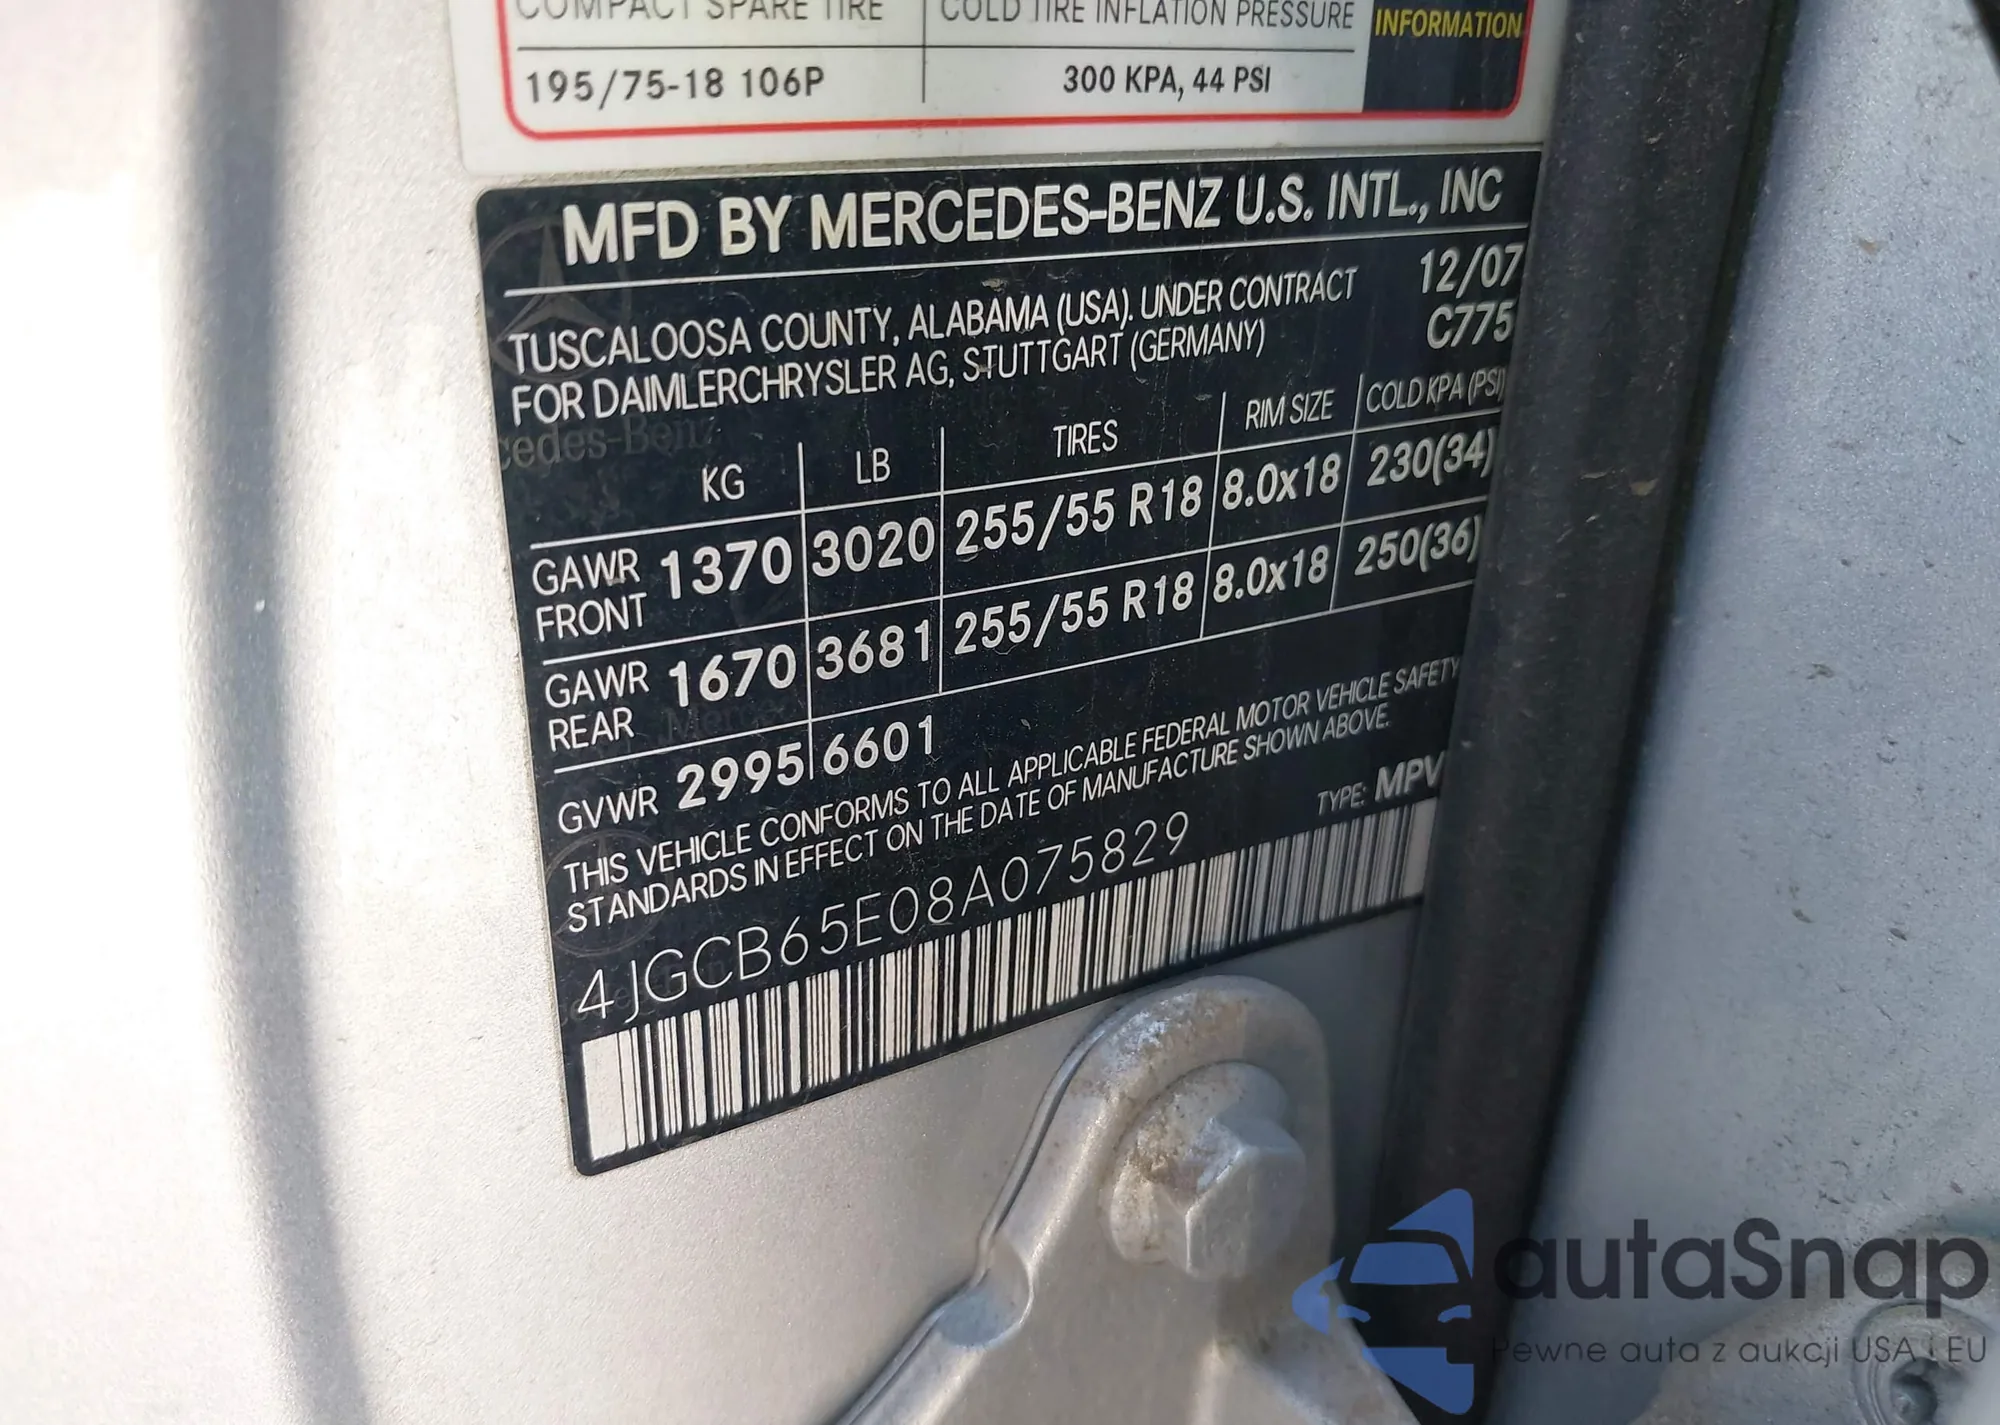 COMPACT SPARE TIRE COLD TIRE INFLATION PRESSURE INFORMATION
195/75-18 106P 300 KPA, 44 PSI
MFD BY MERCEDES-BENZ U.S. INTL., INC
TUSCALOOSA COUNTY, ALABAMA (USA). UNDER CONTRACT 12/07
FOR DAIMLERCHRYSLER AG, STUTTGART (GERMANY) C775
KG LB TIRES RIM SIZE COLD KPA (PSI)
GAWR FRONT 1370 3020 255/55 R18 8.0x18 230(34)
GAWR REAR 1670 3681 255/55 R18 8.0x18 250(36)
GVWR 2995 6601
THIS VEHICLE CONFORMS TO ALL APPLICABLE FEDERAL MOTOR VEHICLE SAFETY
STANDARDS IN EFFECT ON THE DATE OF MANUFACTURE SHOWN ABOVE.
4JGCB65E08A075829 TYPE: MPV
autoSnap
Pewne auta z aukcji USA i EU